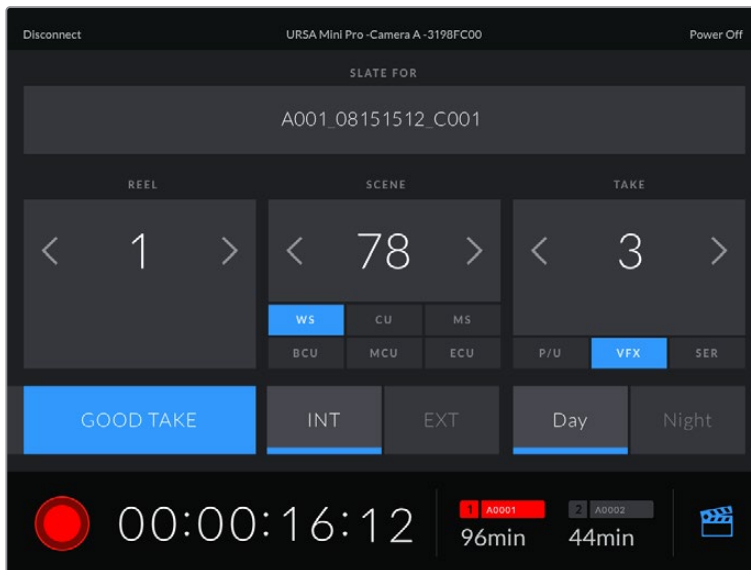 Disconnect URSA Mini Pro -Camera A -3198FC00 Power Off
SLATE FOR
A001_08151512_C001
REEL SCENE TAKE
< 1 > < 78 > < 3 >
WS CU MS
BCU MCU ECU P/U VFX SER
GOOD TAKE INT EXT Day Night
00:00:16:12 1 A0001 2 A0002
96min 44min